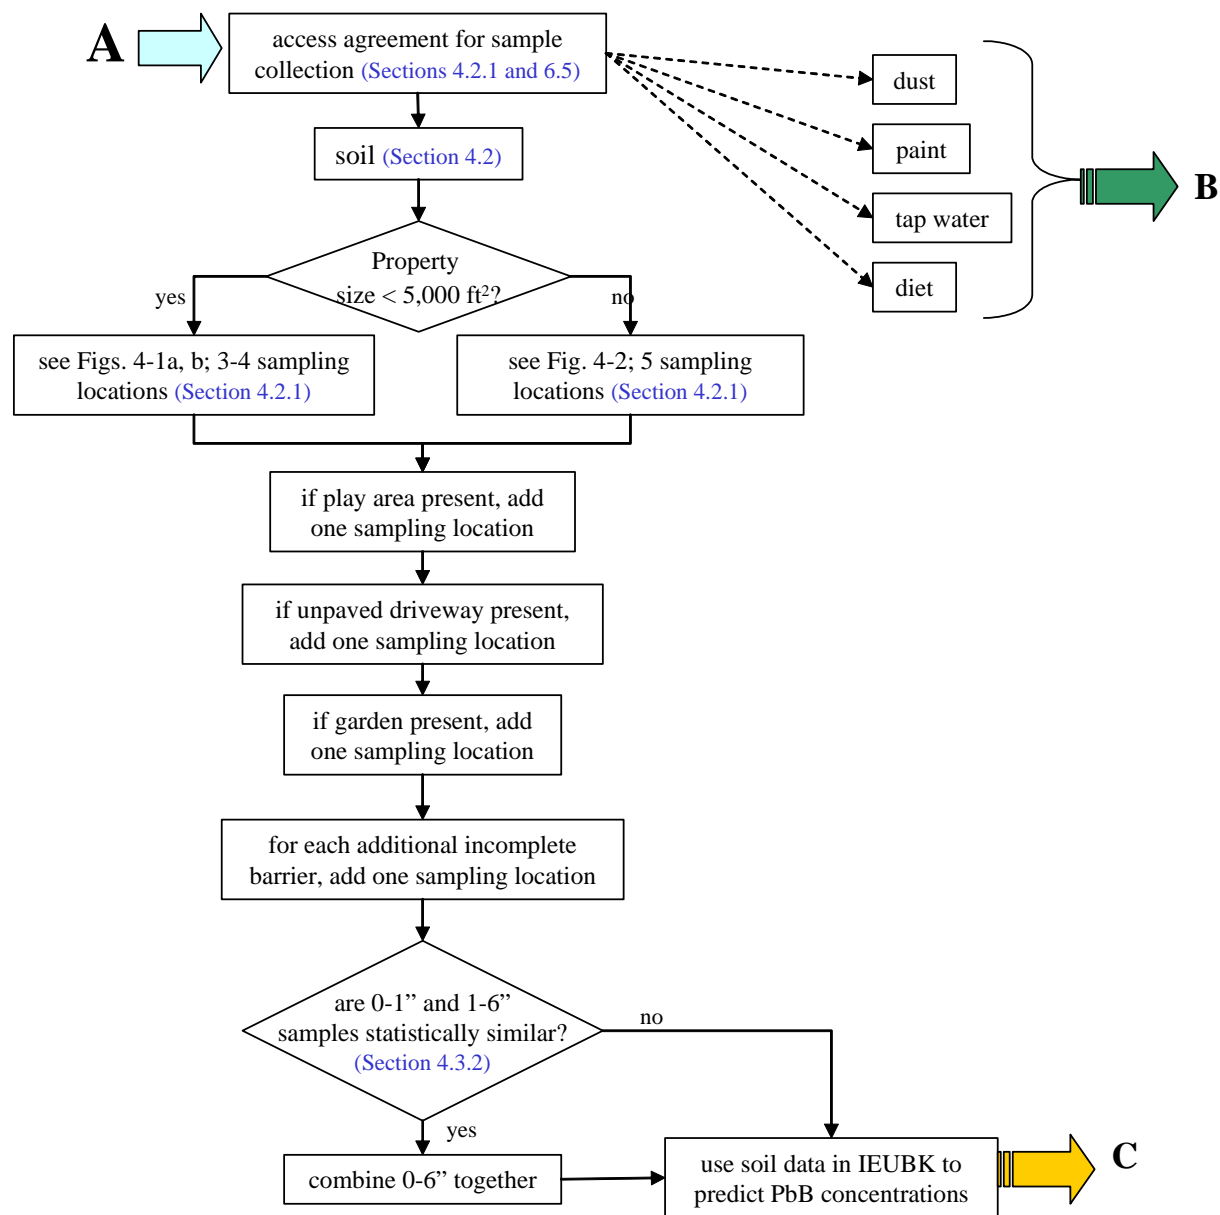 A
access agreement for sample
collection (Sections 4.2.1 and 6.5)
dust
paint
tap water
diet
B
soil (Section 4.2)
Property
size < 5,000 ft²?
yes
no
see Figs. 4-1a, b; 3-4 sampling
locations (Section 4.2.1)
see Fig. 4-2; 5 sampling
locations (Section 4.2.1)
if play area present, add
one sampling location
if unpaved driveway present,
add one sampling location
if garden present, add
one sampling location
for each additional incomplete
barrier, add one sampling location
are 0-1” and 1-6”
samples statistically similar?
(Section 4.3.2)
no
yes
combine 0-6” together
use soil data in IEUBK to
predict PbB concentrations
C